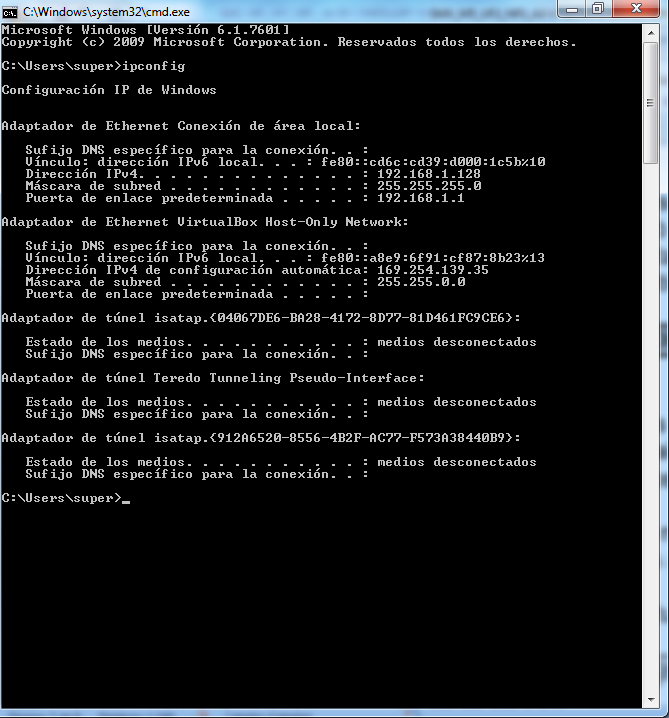 C:\Windows\system32\cmd.exe
Microsoft Windows [Versión 6.1.7601]
Copyright (c) 2009 Microsoft Corporation. Reservados todos los derechos.
C:\Users\super>ipconfig
Configuración IP de Windows
Adaptador de Ethernet Conexión de área local:
Sufijo DNS específico para la conexión. . :
Vínculo: dirección IPv6 local. . . : fe80::cd6c:cd39:d000:1c5b%10
Dirección IPv4. . . . . . . . . . . . . . : 192.168.1.128
Máscara de subred . . . . . . . . . . . . : 255.255.255.0
Puerta de enlace predeterminada . . . . . : 192.168.1.1
Adaptador de Ethernet VirtualBox Host-Only Network:
Sufijo DNS específico para la conexión. . :
Vínculo: dirección IPv6 local. . . : fe80::a8e9:6f91:cf87:8b23%13
Dirección IPv4 de configuración automática: 169.254.139.35
Máscara de subred . . . . . . . . . . . . : 255.255.0.0
Puerta de enlace predeterminada . . . . . :
Adaptador de túnel isatap.{04067DE6-BA28-4172-8D77-81D461FC9CE6}:
Estado de los medios. . . . . . . . . . . : medios desconectados
Sufijo DNS específico para la conexión. . :
Adaptador de túnel Teredo Tunneling Pseudo-Interface:
Estado de los medios. . . . . . . . . . . : medios desconectados
Sufijo DNS específico para la conexión. . :
Adaptador de túnel isatap.{912A6520-8556-4B2F-AC77-F573A38440B9}:
Estado de los medios. . . . . . . . . . . : medios desconectados
Sufijo DNS específico para la conexión. . :
C:\Users\super>_